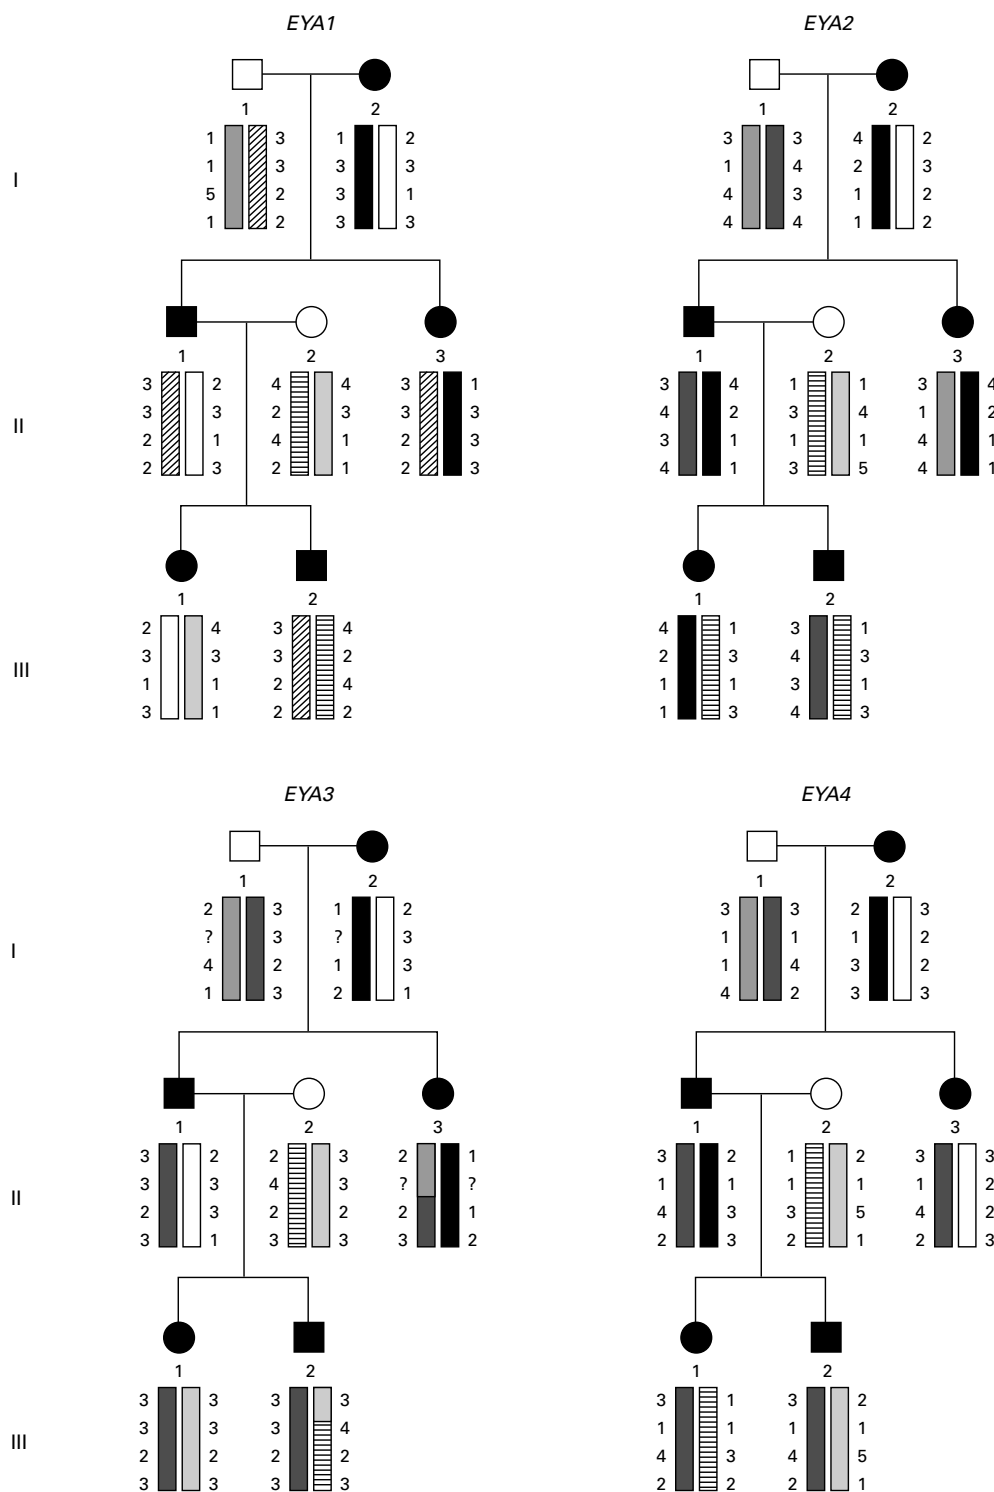 EYA1 EYA2
1 2 1 2
1 3 1 2 3 3 4 2
1 3 3 3 1 4 2 3
I
5 2 3 1 4 3 1 2
1 2 3 3 4 4 1 2
1 2 3 1 2 3
3 2 4 4 3 1 3 4 1 1 3 4
3 3 2 3 3 3 4 2 3 4 1 2
II
2 1 4 1 2 3 3 1 1 1 4 1
2 3 2 1 2 3 4 1 3 5 4 1
1 2 1 2
2 4 3 4 4 1 3 1
3 3 3 2 2 3 4 3
III
1 1 2 4 1 1 3 1
3 1 2 2 1 3 4 3
EYA3 EYA4
1 2 1 2
2 3 1 2 3 3 2 3
? 3 ? 3 1 1 1 2
I
4 2 1 3 1 4 3 2
1 3 2 1 4 2 3 3
1 2 3 1 2 3
3 2 2 3 2 1 3 2 1 2 3 3
3 3 4 3 ? ? 1 1 1 1 1 2
II
2 3 2 2 2 1 4 3 3 5 4 2
3 1 3 3 3 2 2 3 2 1 2 3
1 2 1 2
3 3 3 3 3 1 3 2
3 3 3 4 1 1 1 1
III
2 2 2 2 4 3 4 5
3 3 3 3 2 2 2 1